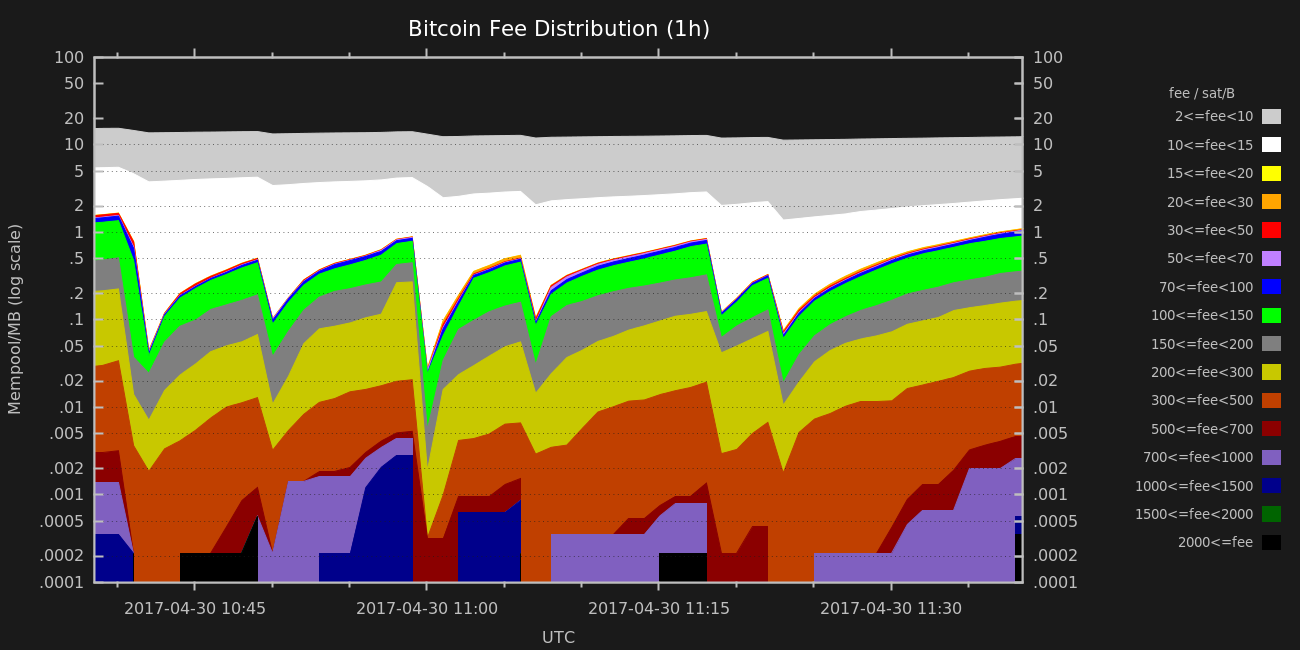 Bitcoin Fee Distribution (1h)
Mempool/MB (log scale)
100
50
20
10
5
2
1
.5
.2
.1
.05
.02
.01
.005
.002
.001
.0005
.0002
.0001
100
50
20
10
5
2
1
.5
.2
.1
.05
.02
.01
.005
.002
.001
.0005
.0002
.0001
2017-04-30 10:45
2017-04-30 11:00
2017-04-30 11:15
2017-04-30 11:30
UTC
fee / sat/B
2<=fee<10
10<=fee<15
15<=fee<20
20<=fee<30
30<=fee<50
50<=fee<70
70<=fee<100
100<=fee<150
150<=fee<200
200<=fee<300
300<=fee<500
500<=fee<700
700<=fee<1000
1000<=fee<1500
1500<=fee<2000
2000<=fee